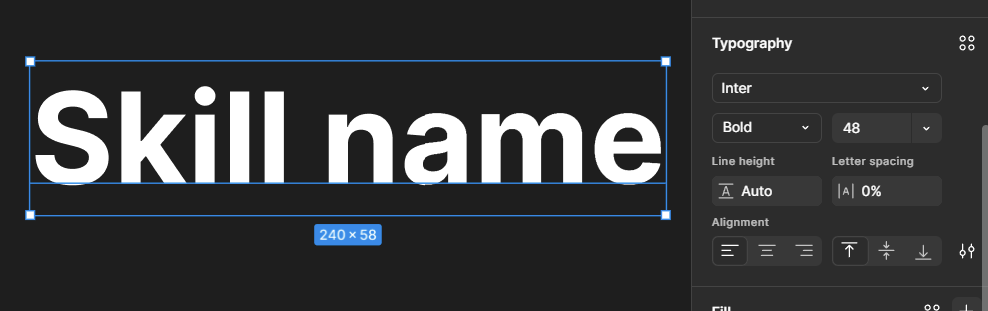 Skill name
240 × 58
Typography
Inter
Bold
48
Line height
Letter spacing
Auto
0%
Alignment
Fill